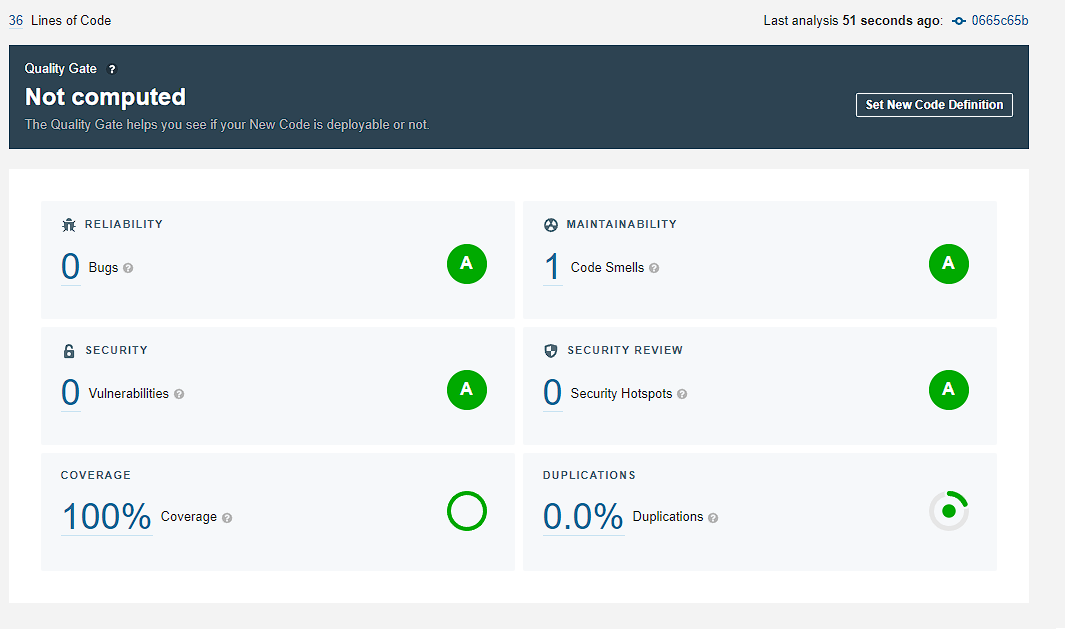 36 Lines of Code
Last analysis 51 seconds ago: 0665c65b
Quality Gate ?
Not computed
The Quality Gate helps you see if your New Code is deployable or not.
Set New Code Definition
RELIABILITY
0 Bugs ?
A
MAINTAINABILITY
1 Code Smells ?
A
SECURITY
0 Vulnerabilities ?
A
SECURITY REVIEW
0 Security Hotspots ?
A
COVERAGE
100% Coverage ?
DUPLICATIONS
0.0% Duplications ?